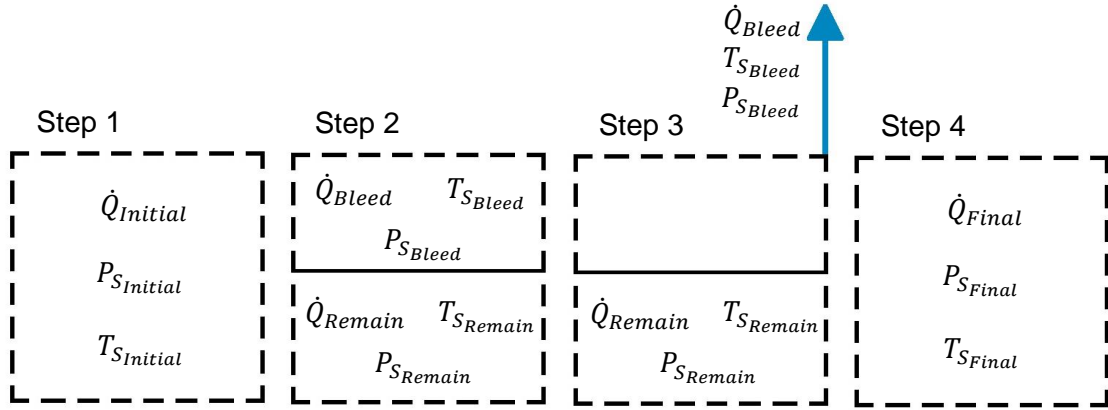 Q̇_Bleed
T_S_Bleed
P_S_Bleed
Step 1
Step 2
Step 3
Step 4
Q̇_Initial
P_S_Initial
T_S_Initial
Q̇_Bleed T_S_Bleed
P_S_Bleed
Q̇_Remain T_S_Remain
P_S_Remain
Q̇_Remain T_S_Remain
P_S_Remain
Q̇_Final
P_S_Final
T_S_Final